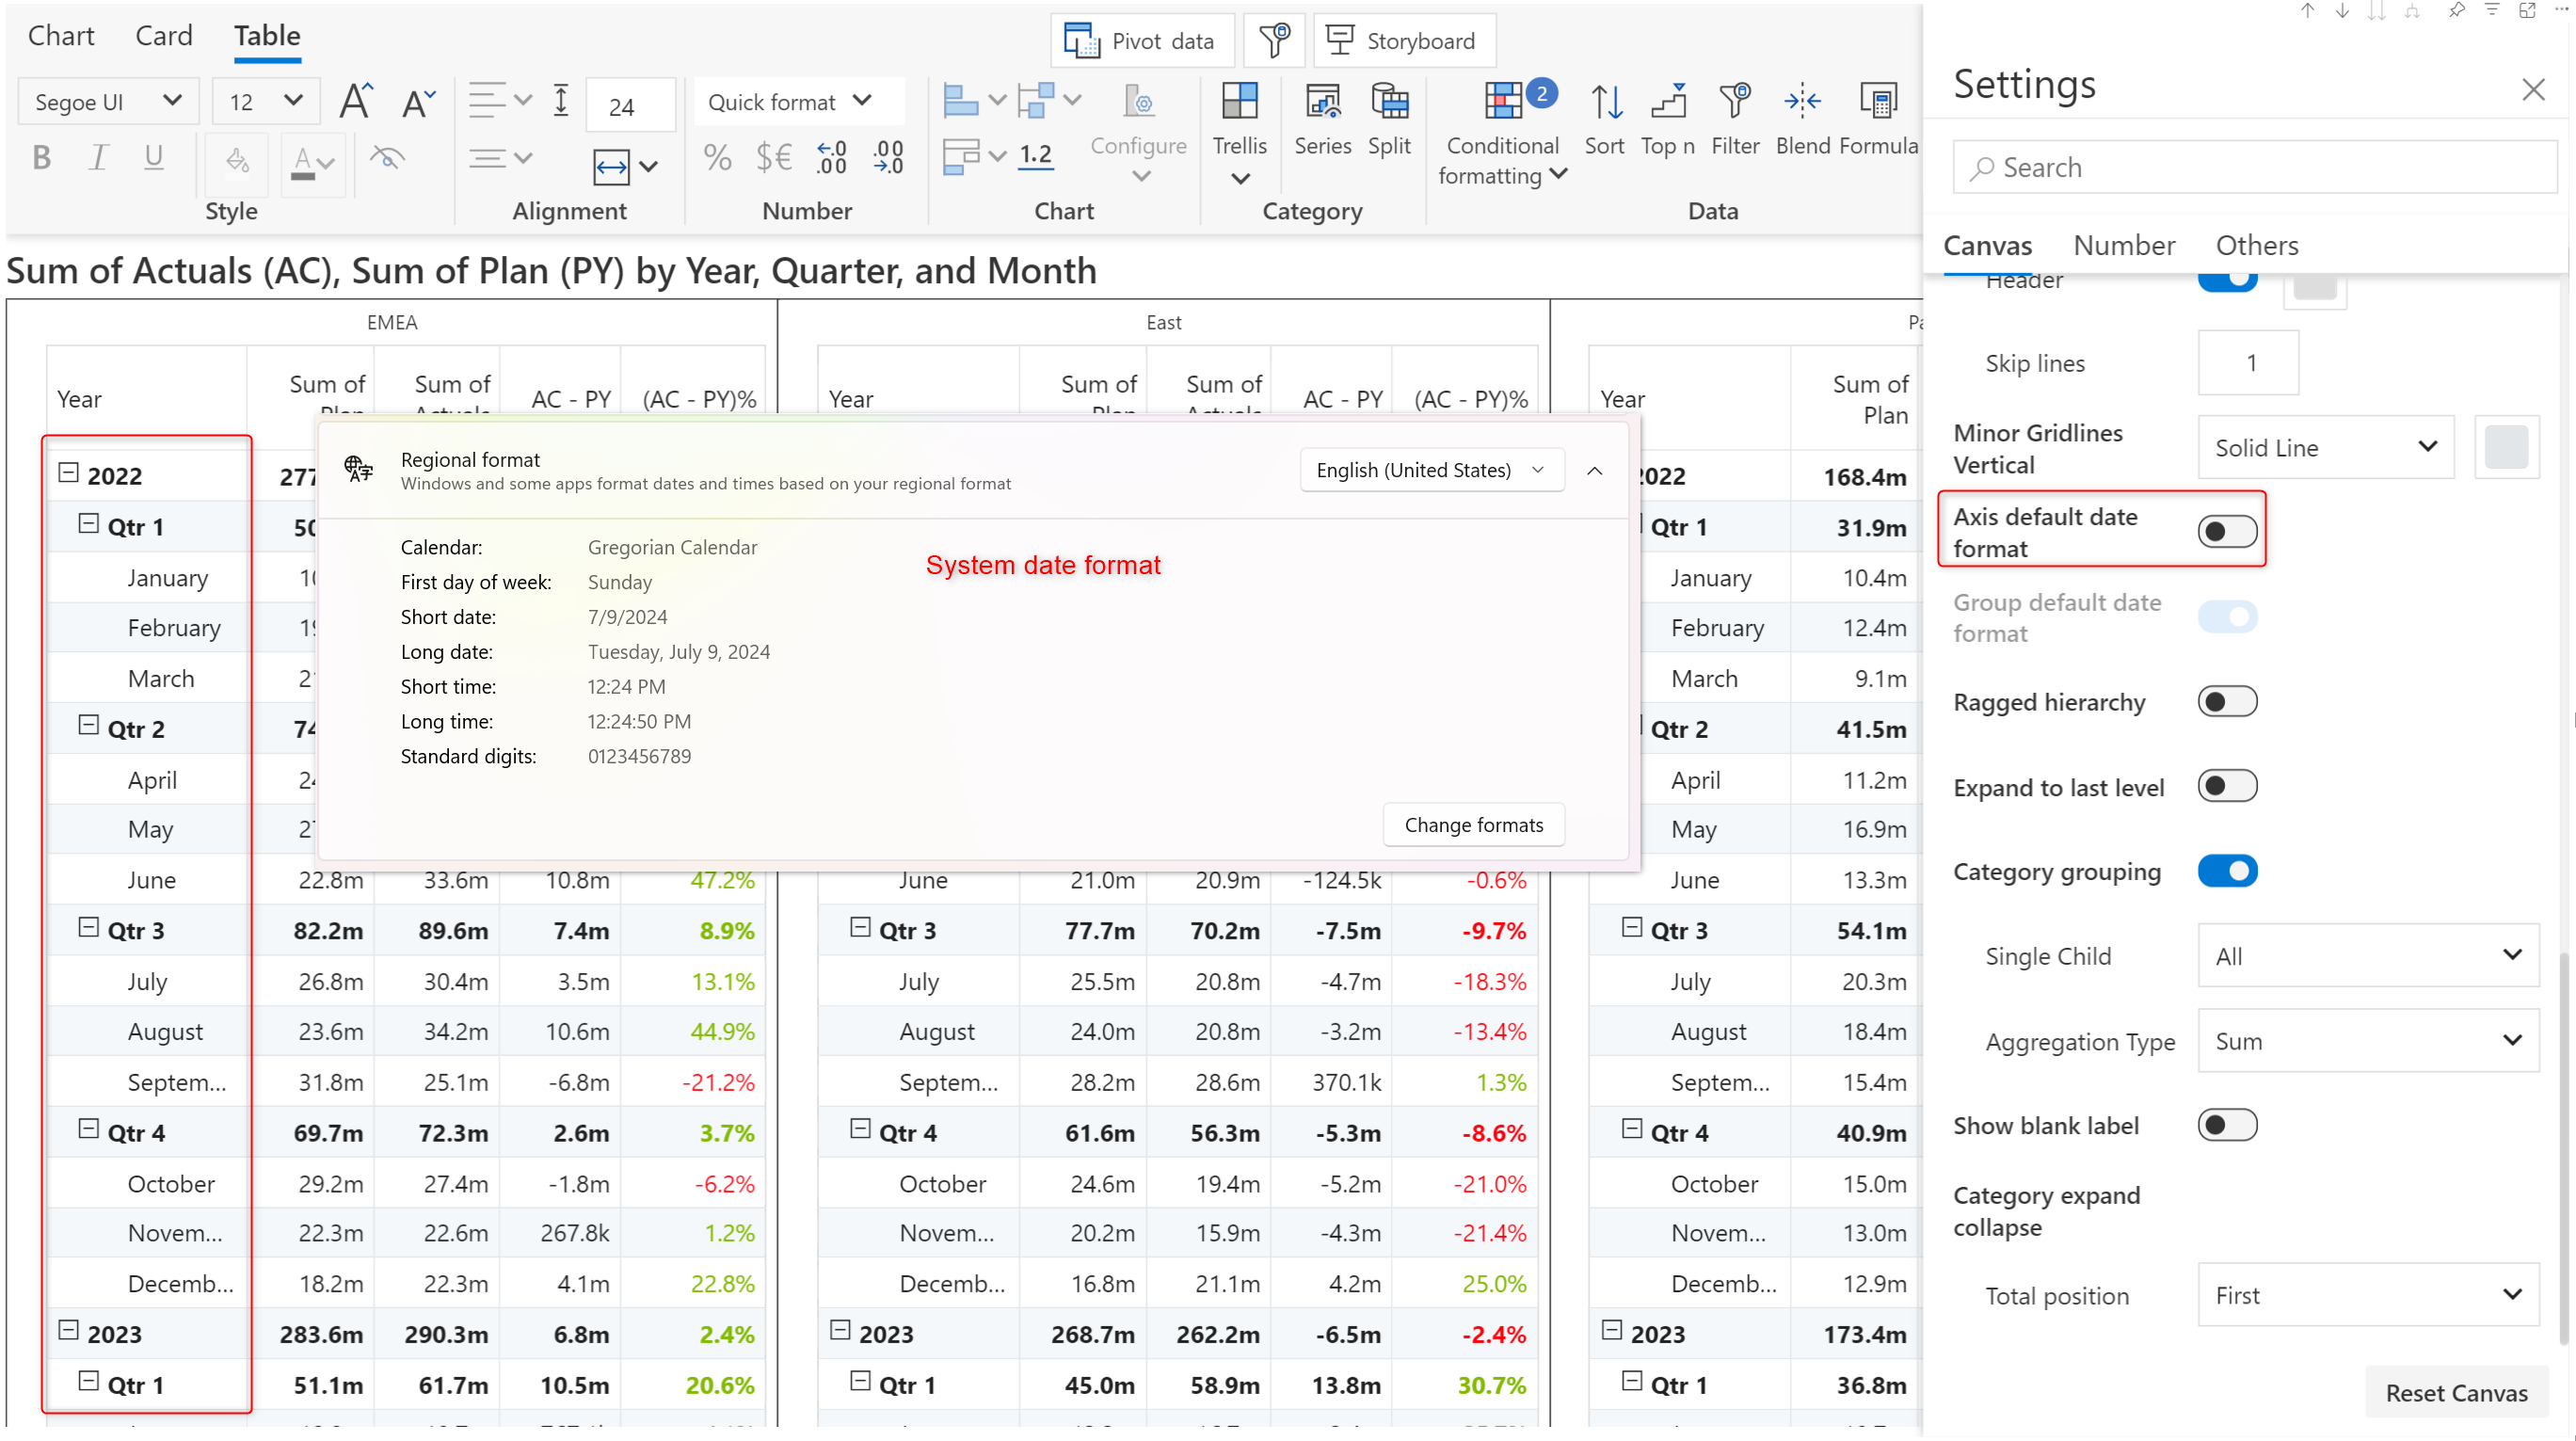 Chart Card Table
Pivot data Storyboard
Segoe UI 12 24 Quick format
B I U A % $€ ←.0 .00 .00 →.0 1.2
Configure Trellis Series Split Conditional formatting 2 Sort Top n Filter Blend Formula
Style Alignment Number Chart Category Data
Sum of Actuals (AC), Sum of Plan (PY) by Year, Quarter, and Month
EMEA East
Year Sum of Plan Sum of Actuals AC - PY (AC - PY)% Year Sum of Plan Sum of Actuals AC - PY (AC - PY)% Year Sum of Plan
2022 2022 168.4m
Qtr 1 Qtr 1 31.9m
January January 10.4m
February February 12.4m
March March 9.1m
Qtr 2 Qtr 2 41.5m
April April 11.2m
May May 16.9m
Regional format
Windows and some apps format dates and times based on your regional format
English (United States)
Calendar: Gregorian Calendar
System date format
First day of week: Sunday
Short date: 7/9/2024
Long date: Tuesday, July 9, 2024
Short time: 12:24 PM
Long time: 12:24:50 PM
Standard digits: 0123456789
Change formats
June 22.8m 33.6m 10.8m 47.2% June 21.0m 20.9m -124.5k -0.6% June 13.3m
Qtr 3 82.2m 89.6m 7.4m 8.9% Qtr 3 77.7m 70.2m -7.5m -9.7% Qtr 3 54.1m
July 26.8m 30.4m 3.5m 13.1% July 25.5m 20.8m -4.7m -18.3% July 20.3m
August 23.6m 34.2m 10.6m 44.9% August 24.0m 20.8m -3.2m -13.4% August 18.4m
Septem... 31.8m 25.1m -6.8m -21.2% Septem... 28.2m 28.6m 370.1k 1.3% Septem... 15.4m
Qtr 4 69.7m 72.3m 2.6m 3.7% Qtr 4 61.6m 56.3m -5.3m -8.6% Qtr 4 40.9m
October 29.2m 27.4m -1.8m -6.2% October 24.6m 19.4m -5.2m -21.0% October 15.0m
Novem... 22.3m 22.6m 267.8k 1.2% Novem... 20.2m 15.9m -4.3m -21.4% Novem... 13.0m
Decemb... 18.2m 22.3m 4.1m 22.8% Decemb... 16.8m 21.1m 4.2m 25.0% Decemb... 12.9m
2023 283.6m 290.3m 6.8m 2.4% 2023 268.7m 262.2m -6.5m -2.4% 2023 173.4m
Qtr 1 51.1m 61.7m 10.5m 20.6% Qtr 1 45.0m 58.9m 13.8m 30.7% Qtr 1 36.8m
Settings
Search
Canvas Number Others
Header
Skip lines 1
Minor Gridlines Vertical Solid Line
Axis default date format
Group default date format
Ragged hierarchy
Expand to last level
Category grouping
Single Child All
Aggregation Type Sum
Show blank label
Category expand collapse
Total position First
Reset Canvas